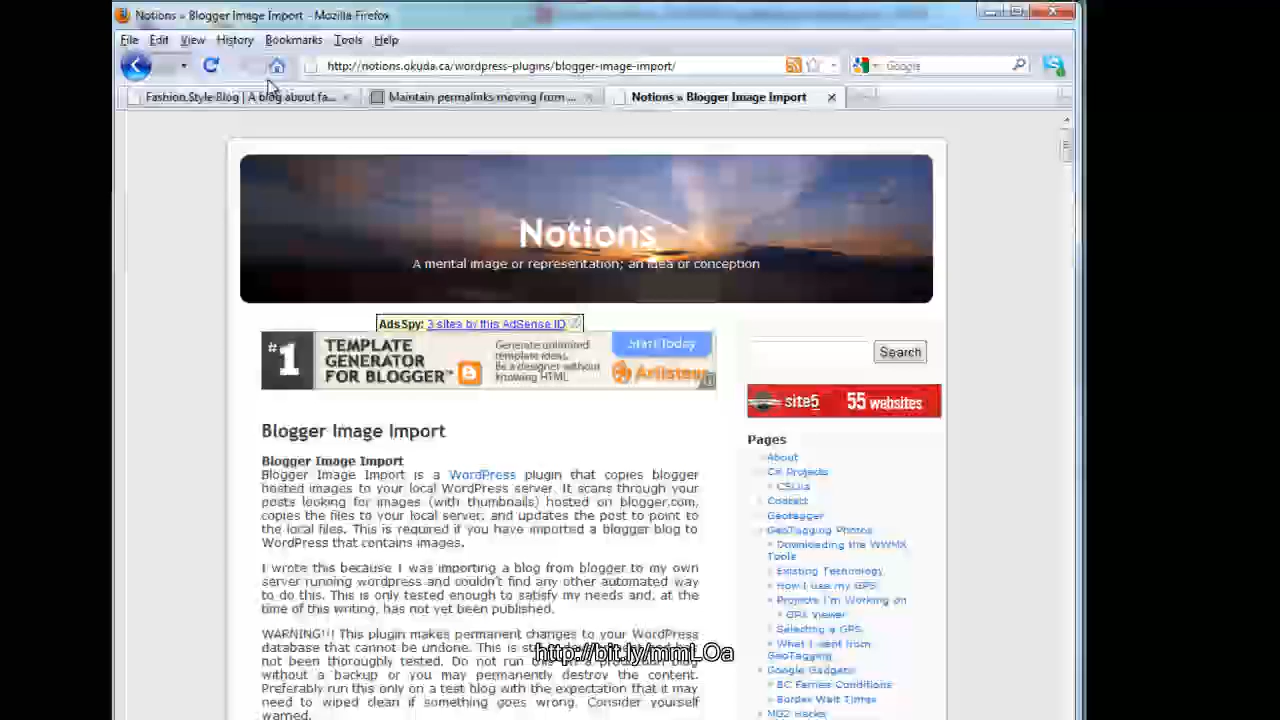 Notions » Blogger Image Import - Mozilla Firefox
File Edit View History Bookmarks Tools Help
http://notions.okuda.ca/wordpress-plugins/blogger-image-import/
Google
Fashion Style Blog | A blog about fa...
Maintain permalinks moving from ...
Notions » Blogger Image Import
Notions
A mental image or representation; an idea or conception
AdsSpy: 3 sites by this AdSense ID
#1
TEMPLATE
GENERATOR
FOR BLOGGER™
Generate unlimited
template ideas.
Be a designer without
knowing HTML
Start Today
Artisteer
Blogger Image Import
Blogger Image Import
Blogger Image Import is a WordPress plugin that copies blogger
hosted images to your local WordPress server. It scans through your
posts looking for images (with thumbnails) hosted on blogger.com,
copies the files to your local server, and updates the post to point to
the local files. This is required if you have imported a blogger blog to
WordPress that contains images.
I wrote this because I was importing a blog from blogger to my own
server running wordpress and couldn't find any other automated way
to do this. This is only tested enough to satisfy my needs and, at the
time of this writing, has not yet been published.
WARNING!!! This plugin makes permanent changes to your WordPress
database that cannot be undone. This is
not been thoroughly tested. Do not run this on a production blog
without a backup or you may permanently destroy the content.
Preferably run this only on a test blog with the expectation that it may
need to wiped clean if something goes wrong. Consider yourself
warned.
http://bit.ly/mmLOa
Search
site5 55 websites
Pages
About
C# Projects
CSUtils
Contact
Geotagger
GeoTagging Photos
Downloading the WWMX
Tools
Existing Technology
How I use my GPS
Projects I'm Working on
GPX Viewer
Selecting a GPS
What I want from
GeoTagging
Google Gadgets
BC Ferries Conditions
Border Wait Times
MG2 Hacks